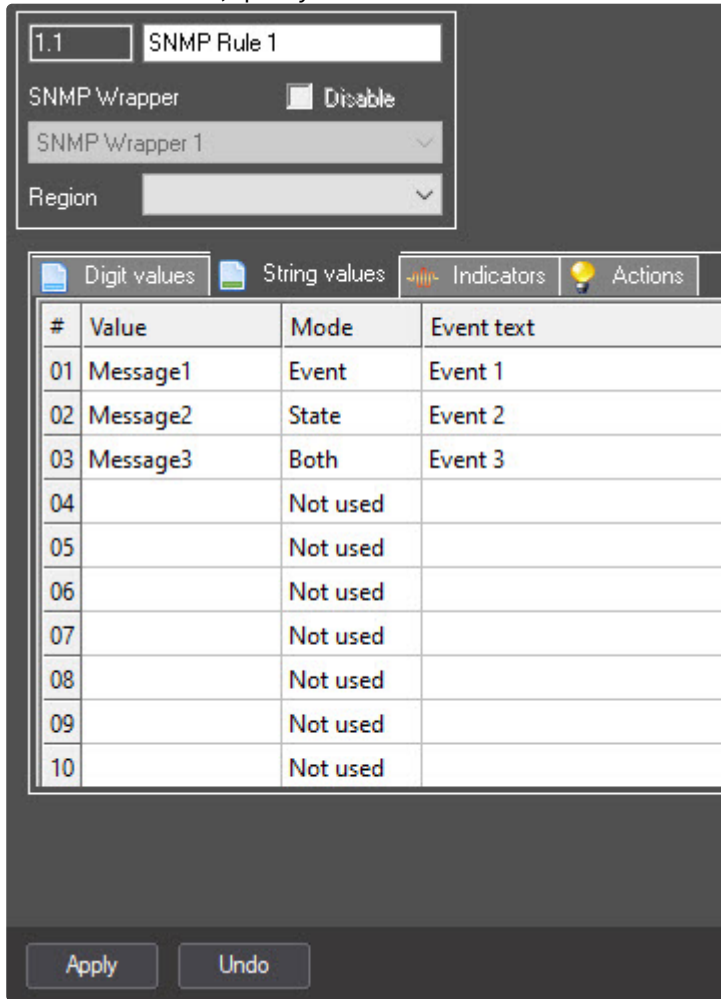 1.1 SNMP Rule 1
SNMP Wrapper Disable
SNMP Wrapper 1
Region
Digit values String values Indicators Actions
# Value Mode Event text
01 Message1 Event Event 1
02 Message2 State Event 2
03 Message3 Both Event 3
04 Not used
05 Not used
06 Not used
07 Not used
08 Not used
09 Not used
10 Not used
Apply Undo